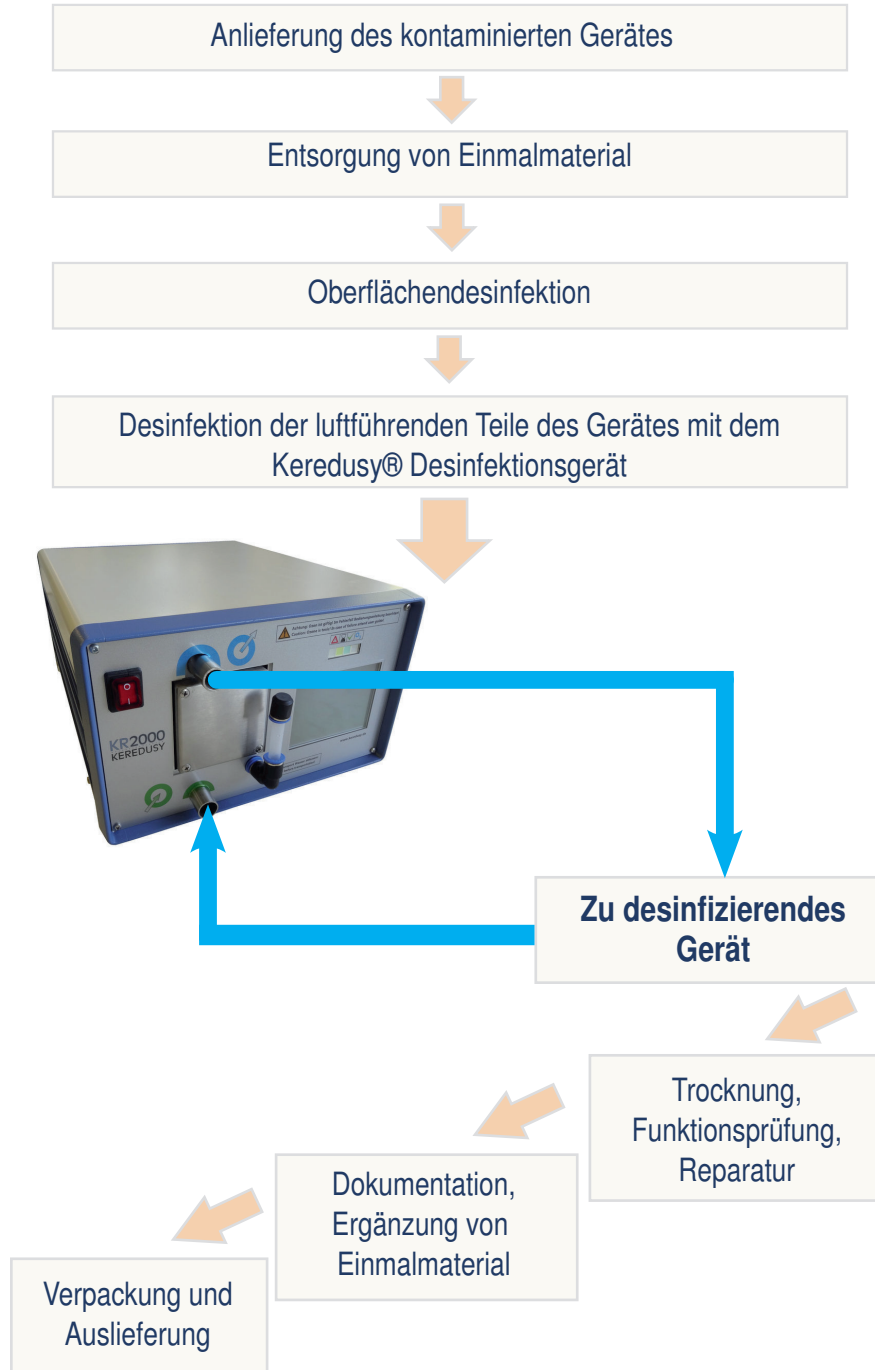 Anlieferung des kontaminierten Gerätes
Entsorgung von Einmalmaterial
Oberflächendesinfektion
Desinfektion der luftführenden Teile des Gerätes mit dem
Keredusy® Desinfektionsgerät
KR2000
KEREDUSY
Zu desinfizierendes
Gerät
Trocknung,
Funktionsprüfung,
Reparatur
Dokumentation,
Ergänzung von
Einmalmaterial
Verpackung und
Auslieferung